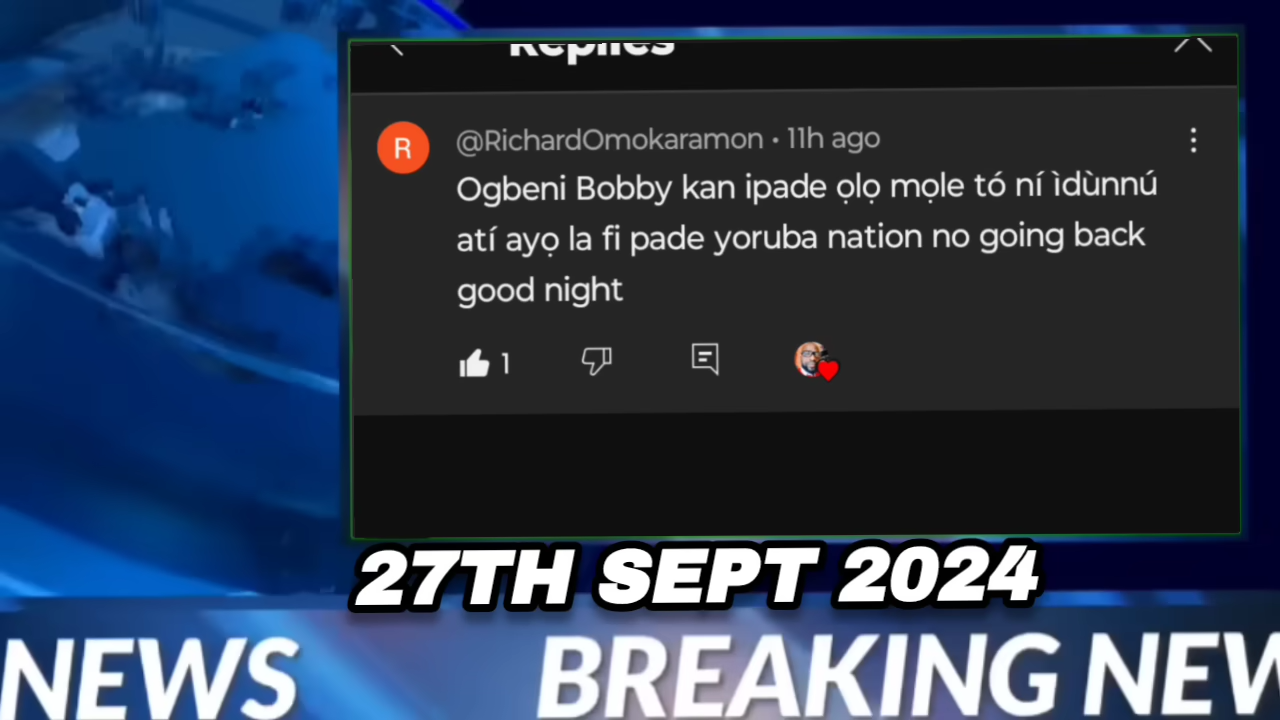 Replies
@RichardOmokaramon • 11h ago
Ogbeni Bobby kan ipade ọlọ mọle tó ní ìdùnnú
atí ayọ la fi pade yoruba nation no going back
good night
1
27TH SEPT 2024
NEWS BREAKING NEW